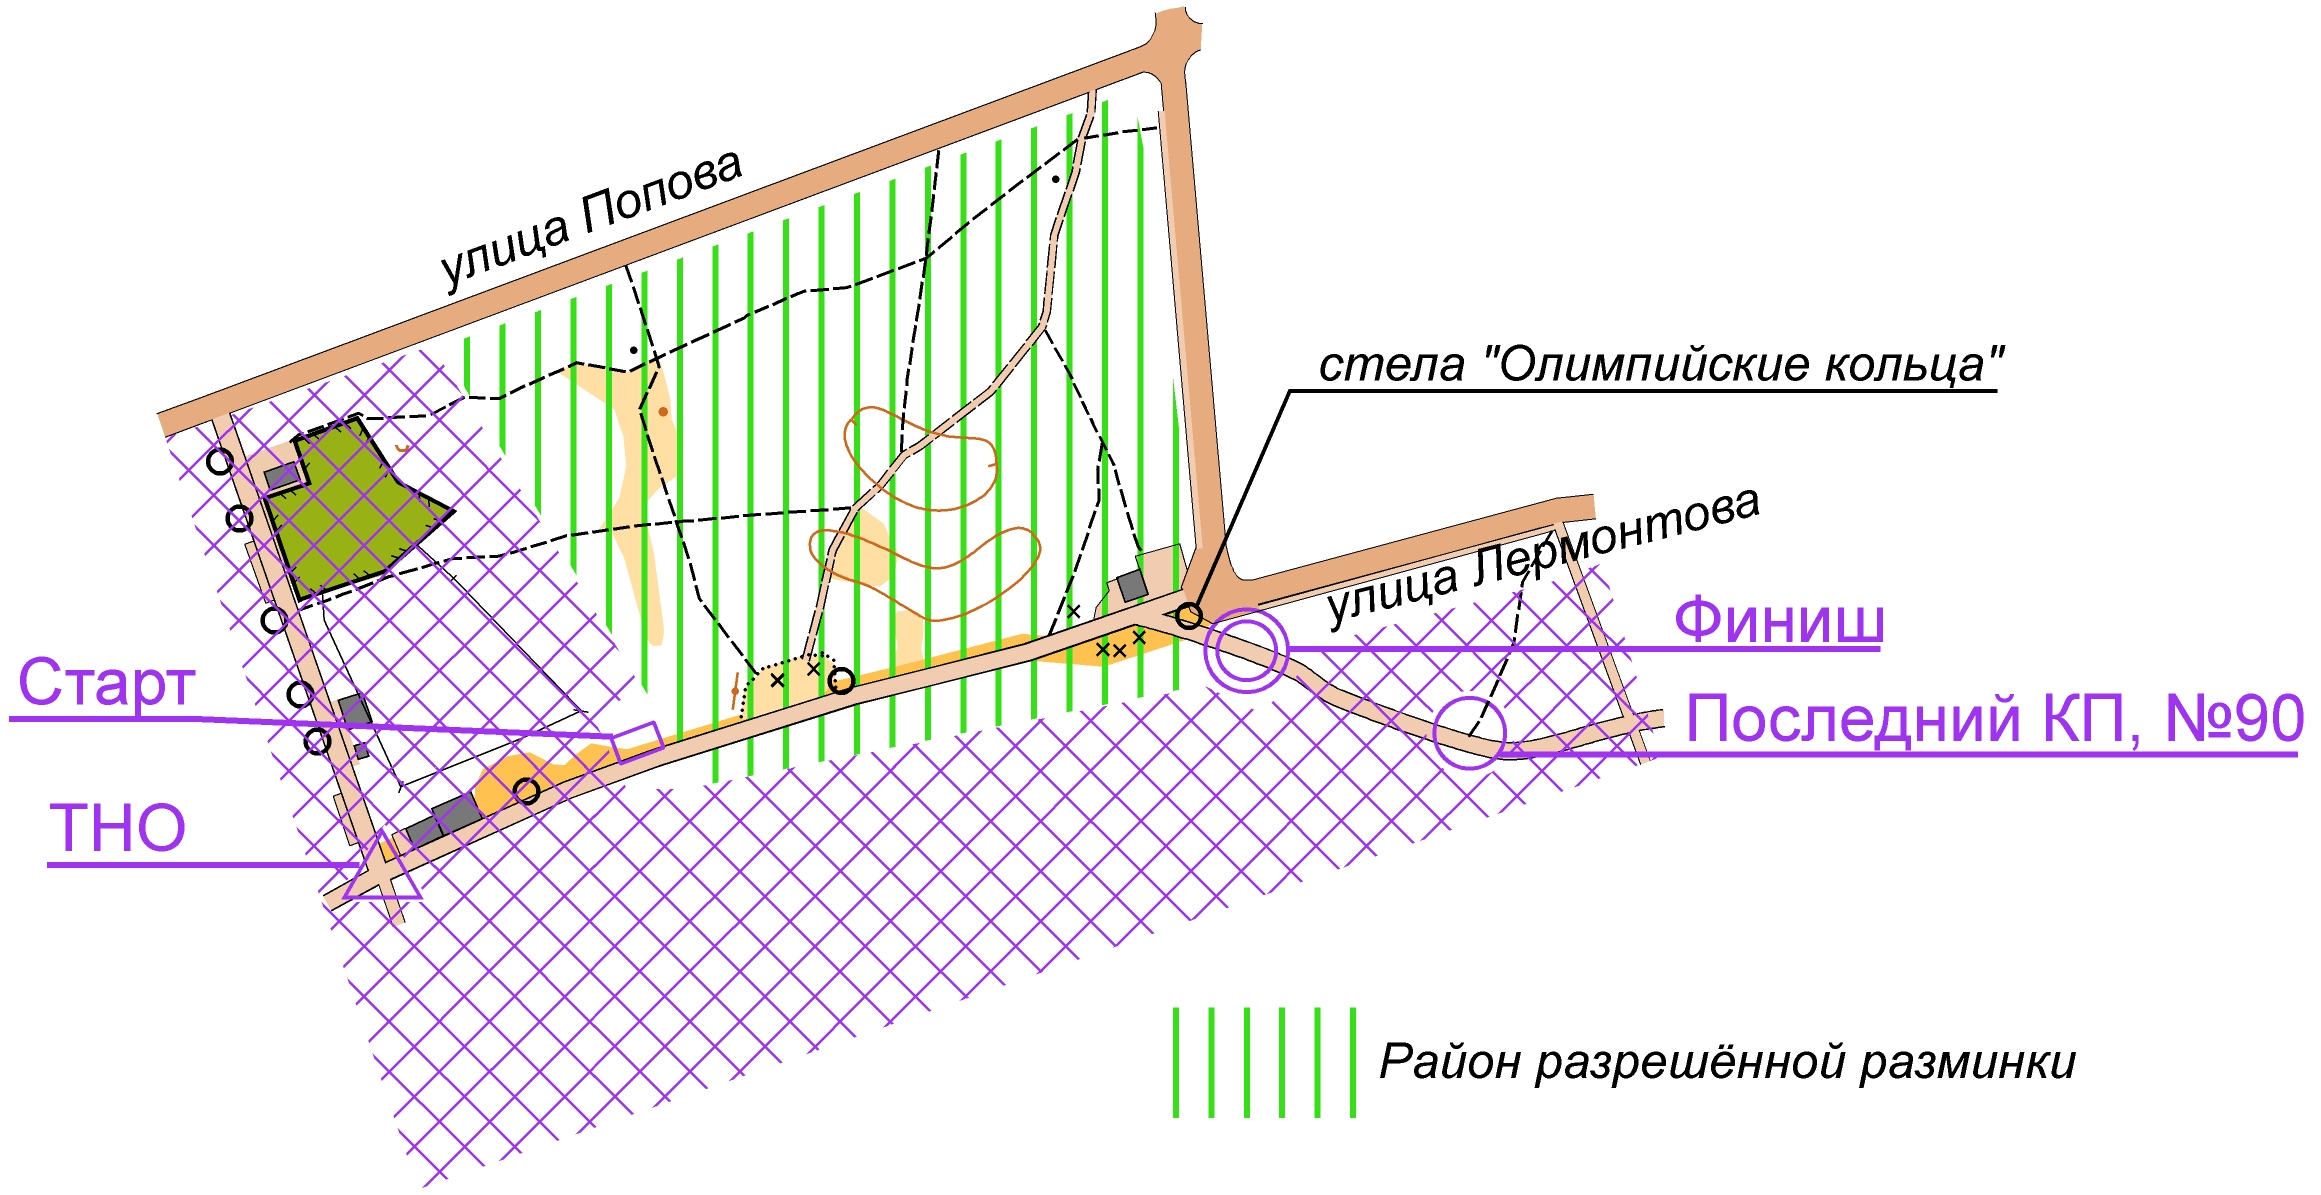 улица Попова
стела "Олимпийские кольца"
улица Лермонтова
Финиш
Старт
Последний КП, №90
ТНО
Район разрешённой разминки